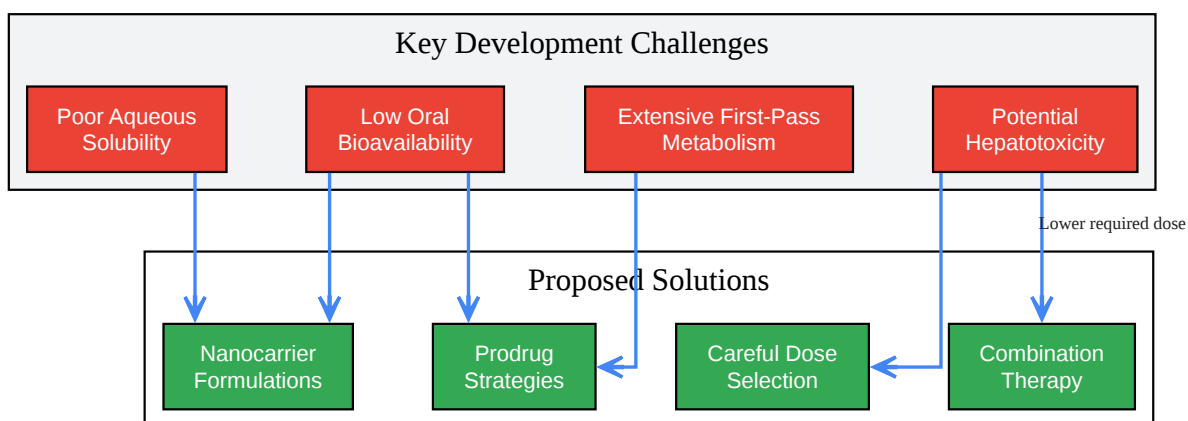 Key Development Challenges
Poor Aqueous
Solubility
Low Oral
Bioavailability
Extensive First-Pass
Metabolism
Potential
Hepatotoxicity
Lower required dose
Proposed Solutions
Nanocarrier
Formulations
Prodrug
Strategies
Careful Dose
Selection
Combination
Therapy